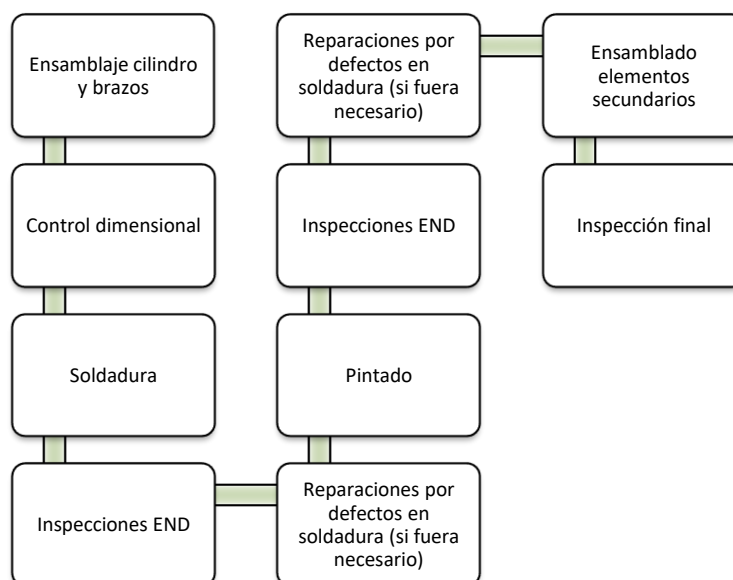 Ensamblaje cilindro
y brazos
Control dimensional
Soldadura
Inspecciones END
Reparaciones por
defectos en
soldadura (si fuera
necesario)
Pintado
Inspecciones END
Reparaciones por
defectos en
soldadura (si fuera
necesario)
Ensamblado
elementos
secundarios
Inspección final